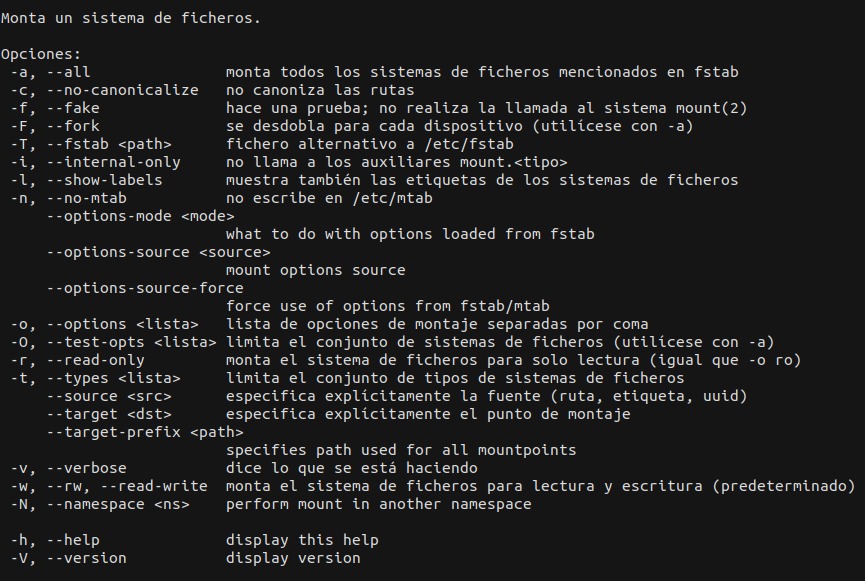 Monta un sistema de ficheros.

Opciones:
 -a, --all               monta todos los sistemas de ficheros mencionados en fstab
 -c, --no-canonicalize   no canoniza las rutas
 -f, --fake              hace una prueba; no realiza la llamada al sistema mount(2)
 -F, --fork              se desdobla para cada dispositivo (utilícese con -a)
 -T, --fstab <path>      fichero alternativo a /etc/fstab
 -i, --internal-only     no llama a los auxiliares mount.<tipo>
 -l, --show-labels       muestra también las etiquetas de los sistemas de ficheros
 -n, --no-mtab           no escribe en /etc/mtab
     --options-mode <mode>
                         what to do with options loaded from fstab
     --options-source <source>
                         mount options source
     --options-source-force
                         force use of options from fstab/mtab
 -o, --options <lista>   lista de opciones de montaje separadas por coma
 -O, --test-opts <lista> limita el conjunto de sistemas de ficheros (utilícese con -a)
 -r, --read-only         monta el sistema de ficheros para solo lectura (igual que -o ro)
 -t, --types <lista>     limita el conjunto de tipos de sistemas de ficheros
     --source <src>      especifica explícitamente la fuente (ruta, etiqueta, uuid)
     --target <dst>      especifica explícitamente el punto de montaje
     --target-prefix <path>
                         specifies path used for all mountpoints
 -v, --verbose           dice lo que se está haciendo
 -w, --rw, --read-write  monta el sistema de ficheros para lectura y escritura (predeterminado)
 -N, --namespace <ns>    perform mount in another namespace

 -h, --help              display this help
 -V, --version           display version